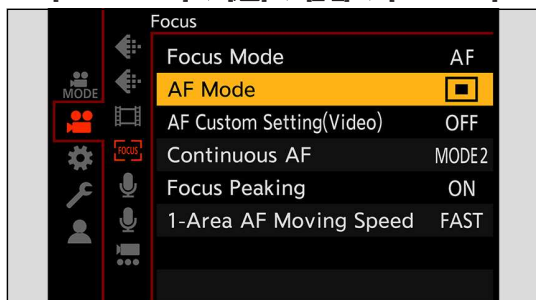 Focus
Focus Mode AF
MODE
AF Mode
AF Custom Setting(Video) OFF
FOCUS
Continuous AF MODE2
Focus Peaking ON
1-Area AF Moving Speed FAST